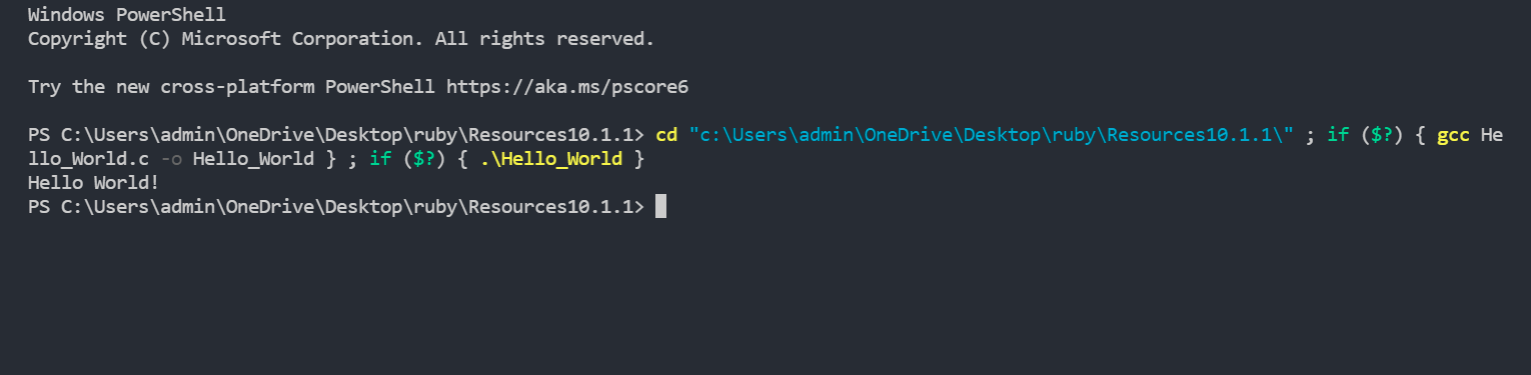 Windows PowerShell
Copyright (C) Microsoft Corporation. All rights reserved.
Try the new cross-platform PowerShell https://aka.ms/pscore6
PS C:\Users\admin\OneDrive\Desktop\ruby\Resources10.1.1> cd "c:\Users\admin\OneDrive\Desktop\ruby\Resources10.1.1\" ; if ($?) { gcc He
llo_World.c -o Hello_World } ; if ($?) { .\Hello_World }
Hello World!
PS C:\Users\admin\OneDrive\Desktop\ruby\Resources10.1.1>